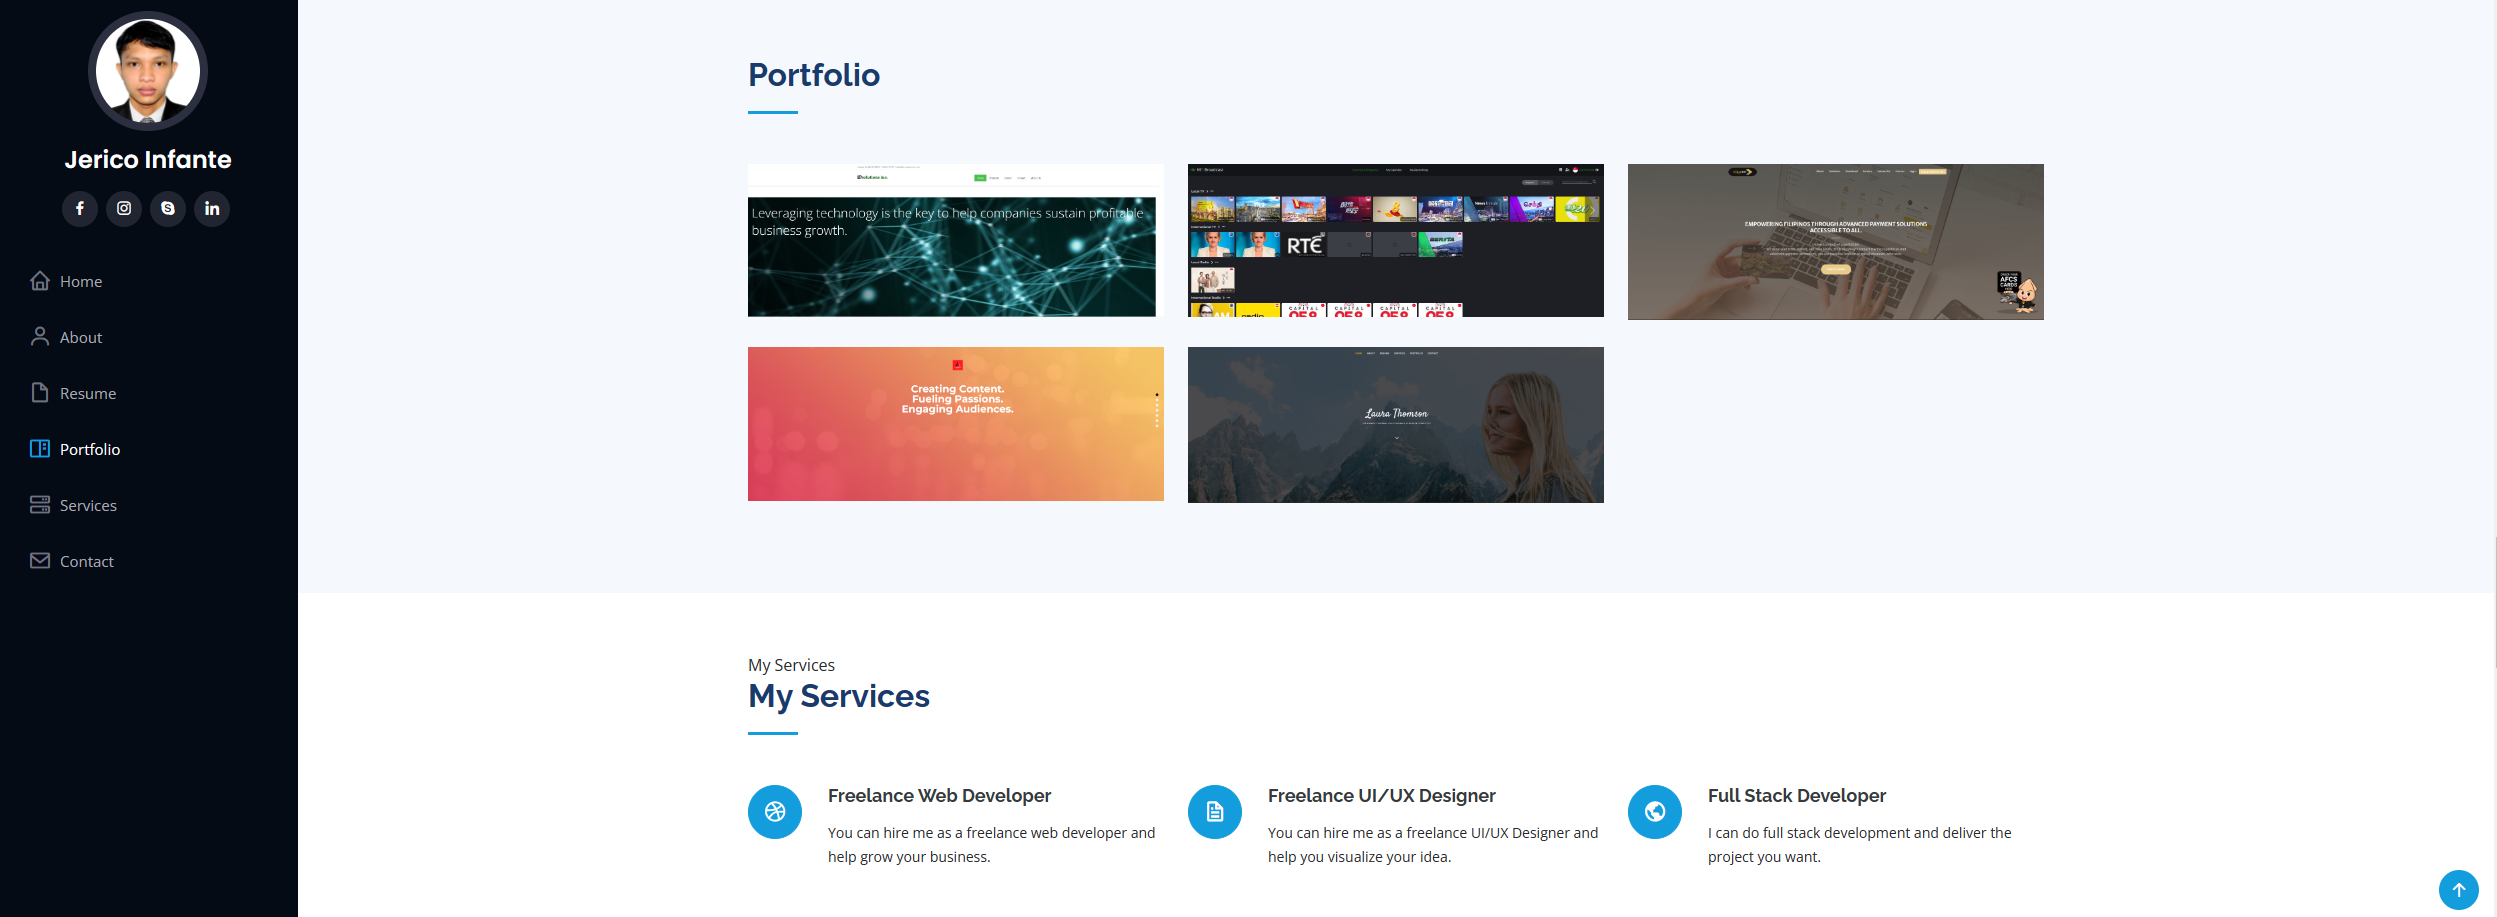 Jerico Infante
Home
About
Resume
Portfolio
Services
Contact
Portfolio
Leveraging technology is the key to help companies sustain profitable
business growth.
RTÉ
EMPOWERING FILIPINOS THROUGH ADVANCED PAYMENT SOLUTIONS
ACCESSIBLE TO ALL.
AFCS
CARDS
Creating Content.
Fueling Passions.
Engaging Audiences.
Laura Thomson
My Services
My Services
Freelance Web Developer
You can hire me as a freelance web developer and
help grow your business.
Freelance UI/UX Designer
You can hire me as a freelance UI/UX Designer and
help you visualize your idea.
Full Stack Developer
I can do full stack development and deliver the
project you want.